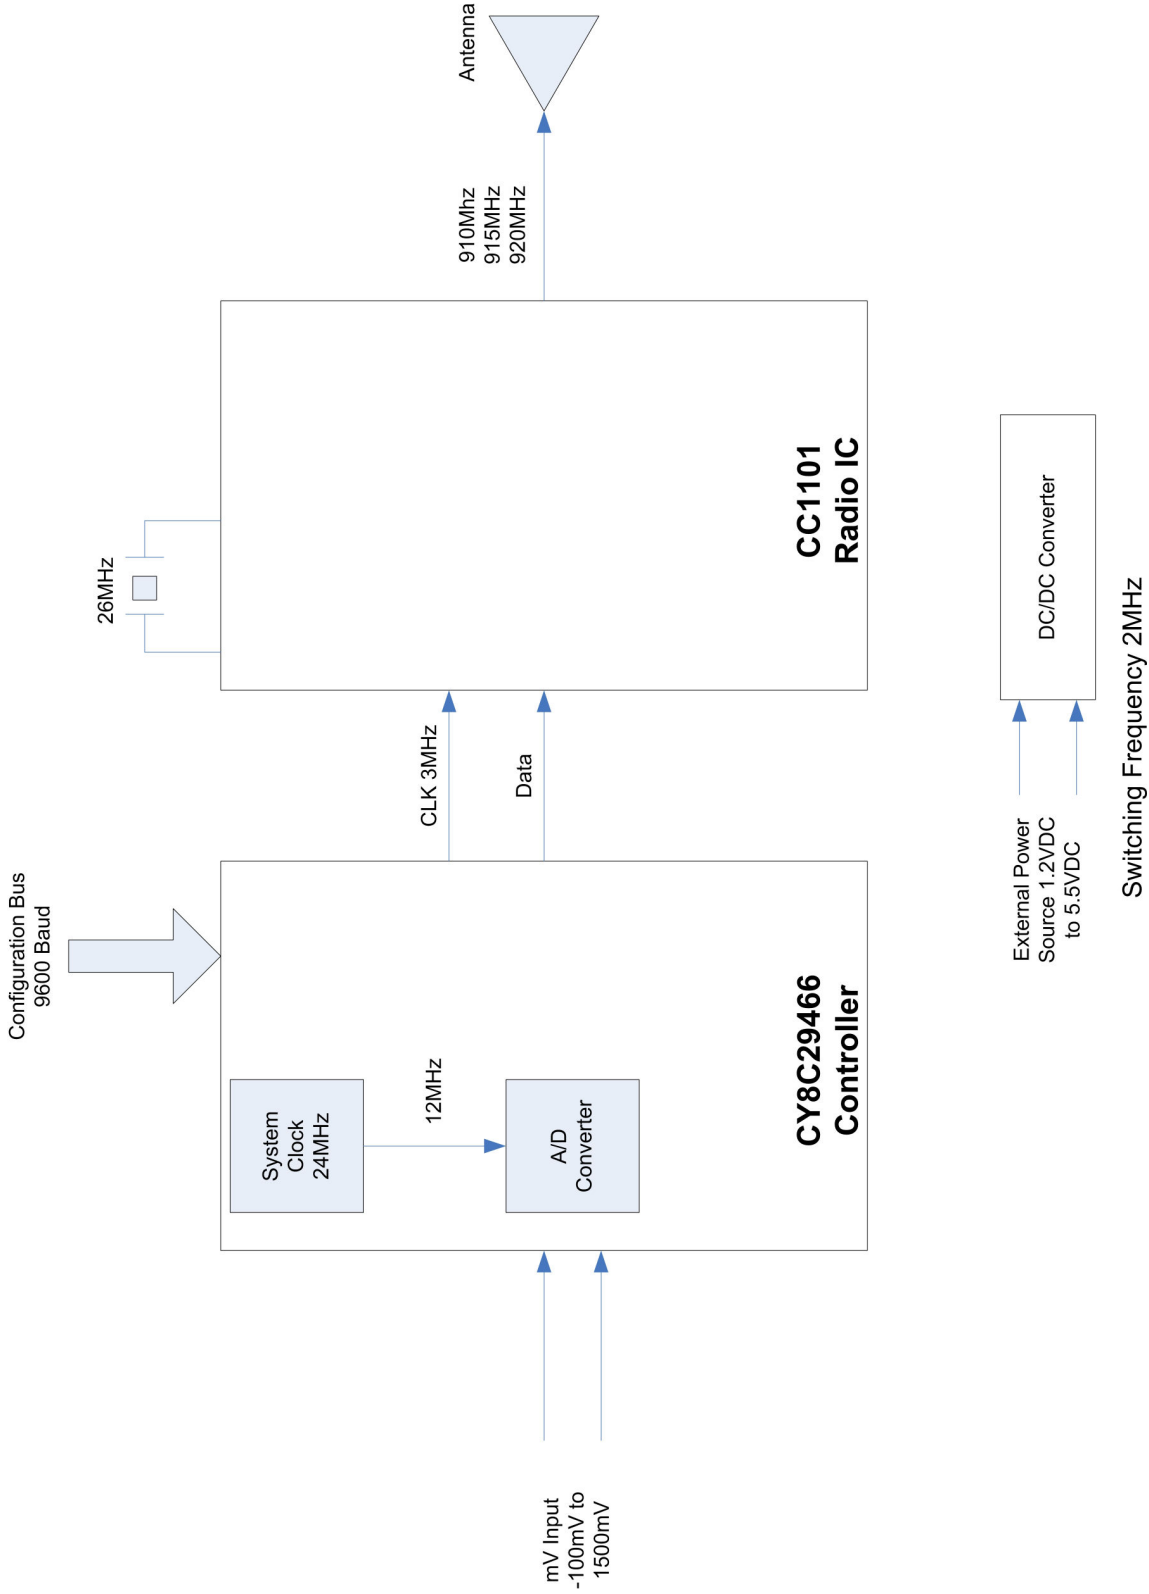 Configuration Bus
9600 Baud
26MHz
System
Clock
24MHz
12MHz
A/D
Converter
CLK 3MHz
Data
910Mhz
915MHz
920MHz
Antenna
mV Input
-100mV to
1500mV
CY8C29466
Controller
CC1101
Radio IC
External Power
Source 1.2VDC
to 5.5VDC
DC/DC Converter
Switching Frequency 2MHz